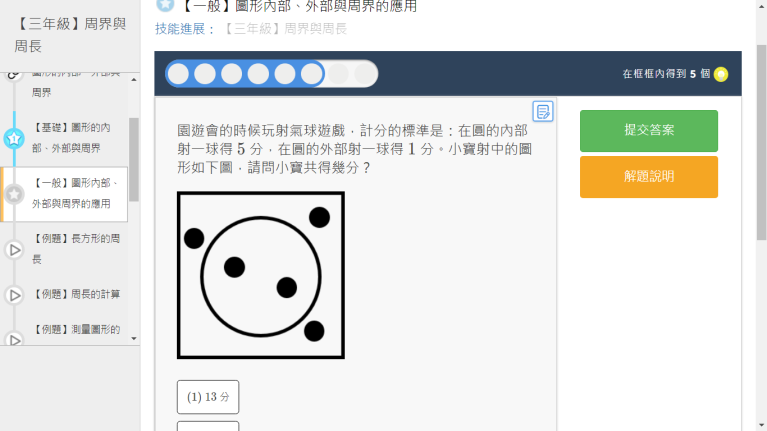 【三年級】周界與
周長
圖形的內部、外部與
周界
【基礎】圖形的內
部、外部與周界
【一般】圖形內部、
外部與周界的應用
【例題】長方形的周
長
【例題】周長的計算
【例題】測量圖形的
【一般】圖形內部、外部與周界的應用
技能進展：【三年級】周界與周長
在框框內得到 5 個
園遊會的時候玩射氣球遊戲，計分的標準是：在圓的內部
射一球得 5 分，在圓的外部射一球得 1 分。小寶射中的圖
形如下圖，請問小寶共得幾分？
(1) 13 分
提交答案
解題說明